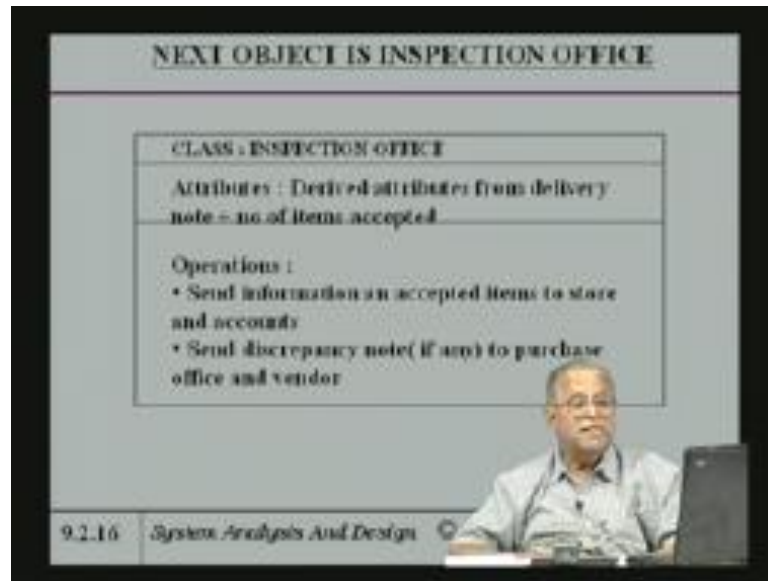 NEXT OBJECT IS INSPECTION OFFICE
CLASS : INSPECTION OFFICE
Attributes : Derived attributes from delivery
note + no of items accepted
Operations :
• Send information an accepted items to store
and accounts
• Send discrepancy note( if any) to purchase
office and vendor
9.2.16 System Analysis And Design ©